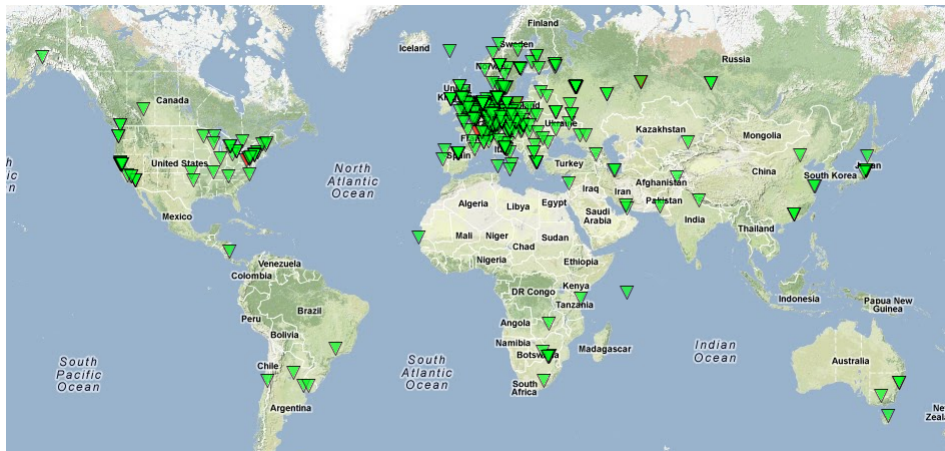 Finland
Iceland
Sweden
Russia
Canada
Kazakhstan
Mongolia
United States
North
Atlantic
Ocean
Spain
Turkey
China
South Korea
Afghanistan
Iraq
Iran
Pakistan
Algeria
Libya
Egypt
Saudi
Arabia
India
Mexico
Mali
Niger
Chad
Sudan
Thailand
Nigeria
Ethiopia
Venezuela
Colombia
Kenya
DR Congo
Tanzania
Indonesia
Papua New
Guinea
Peru
Brazil
Angola
Bolivia
Namibia
Botswana
Madagascar
Indian
Ocean
South
Pacific
Ocean
Chile
South
Atlantic
Ocean
Australia
South
Africa
Argentina